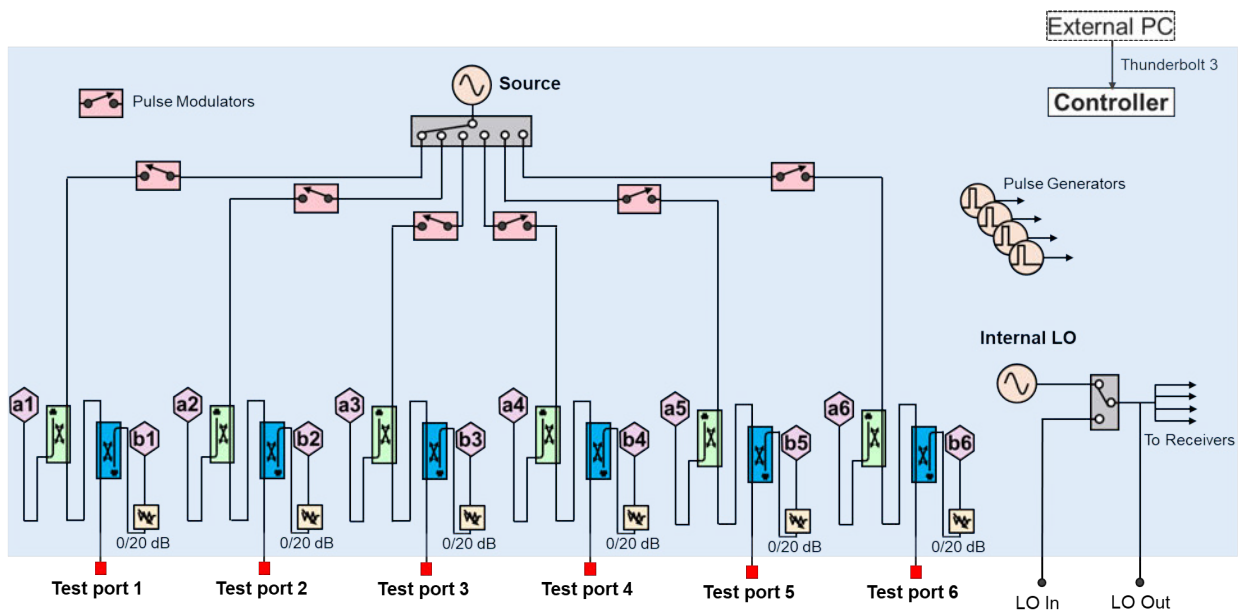 External PC
Thunderbolt 3
Controller
Source
Pulse Modulators
Pulse Generators
Internal LO
To Receivers
a1
a2
a3
a4
a5
a6
b1
b2
b3
b4
b5
b6
0/20 dB
0/20 dB
0/20 dB
0/20 dB
0/20 dB
0/20 dB
Test port 1
Test port 2
Test port 3
Test port 4
Test port 5
Test port 6
LO In
LO Out